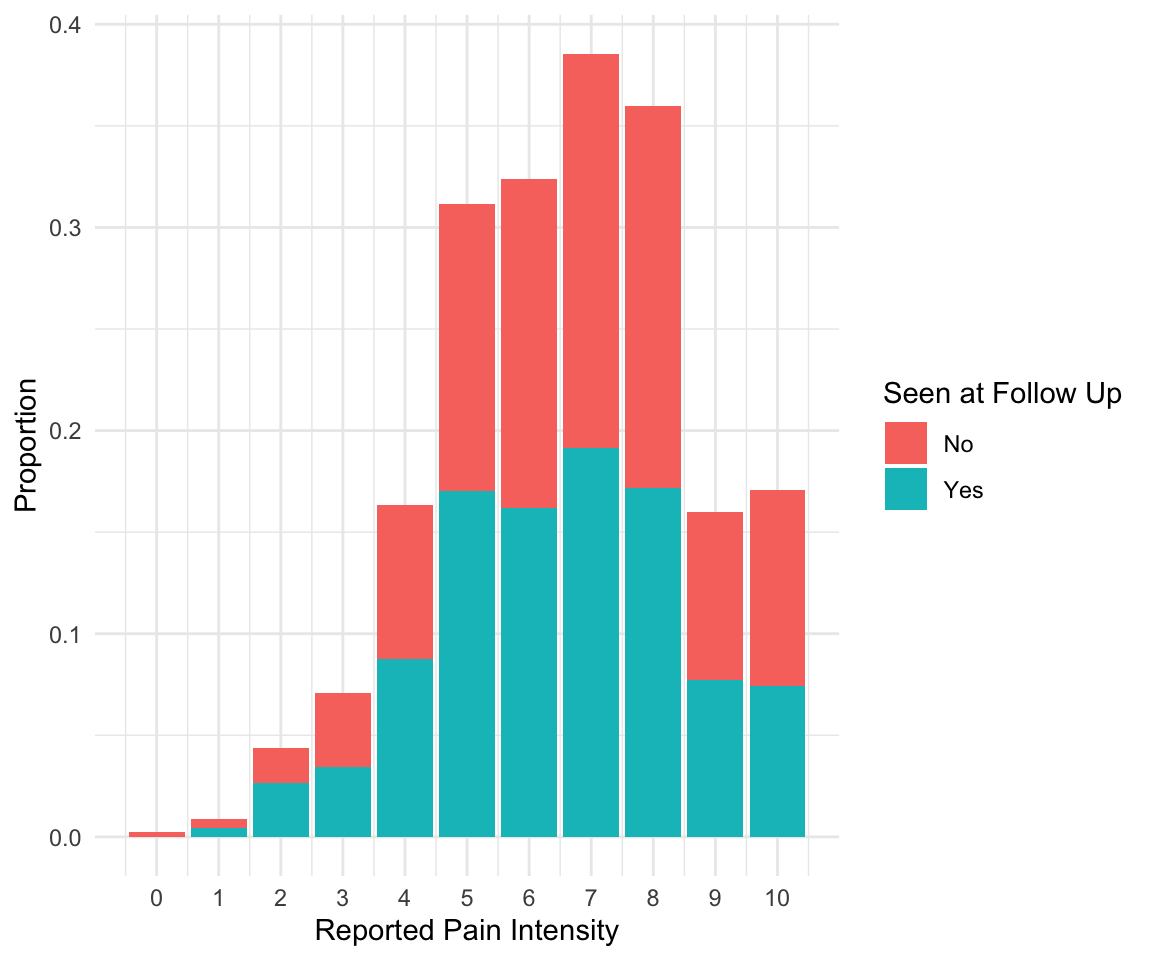 0.4
0.3
0.2
0.1
0.0
Proportion
0 1 2 3 4 5 6 7 8 9 10
Reported Pain Intensity
Seen at Follow Up
No
Yes